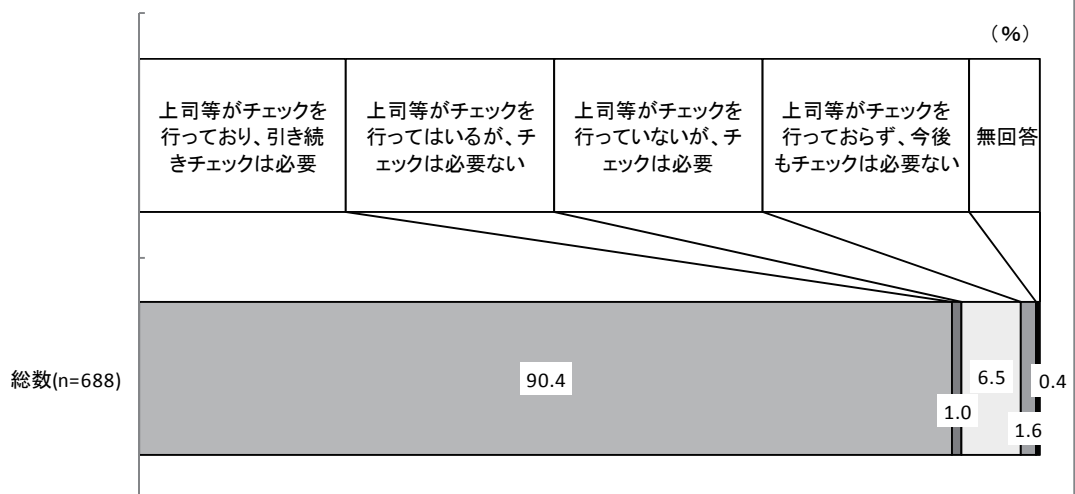 （%）
上司等がチェックを
行っており、引き続
きチェックは必要
上司等がチェックを
行ってはいるが、チ
ェックは必要ない
上司等がチェックを
行っていないが、チ
ェックは必要
上司等がチェックを
行っておらず、今後
もチェックは必要ない
無回答
総数(n=688)
90.4
1.0
6.5
1.6
0.4